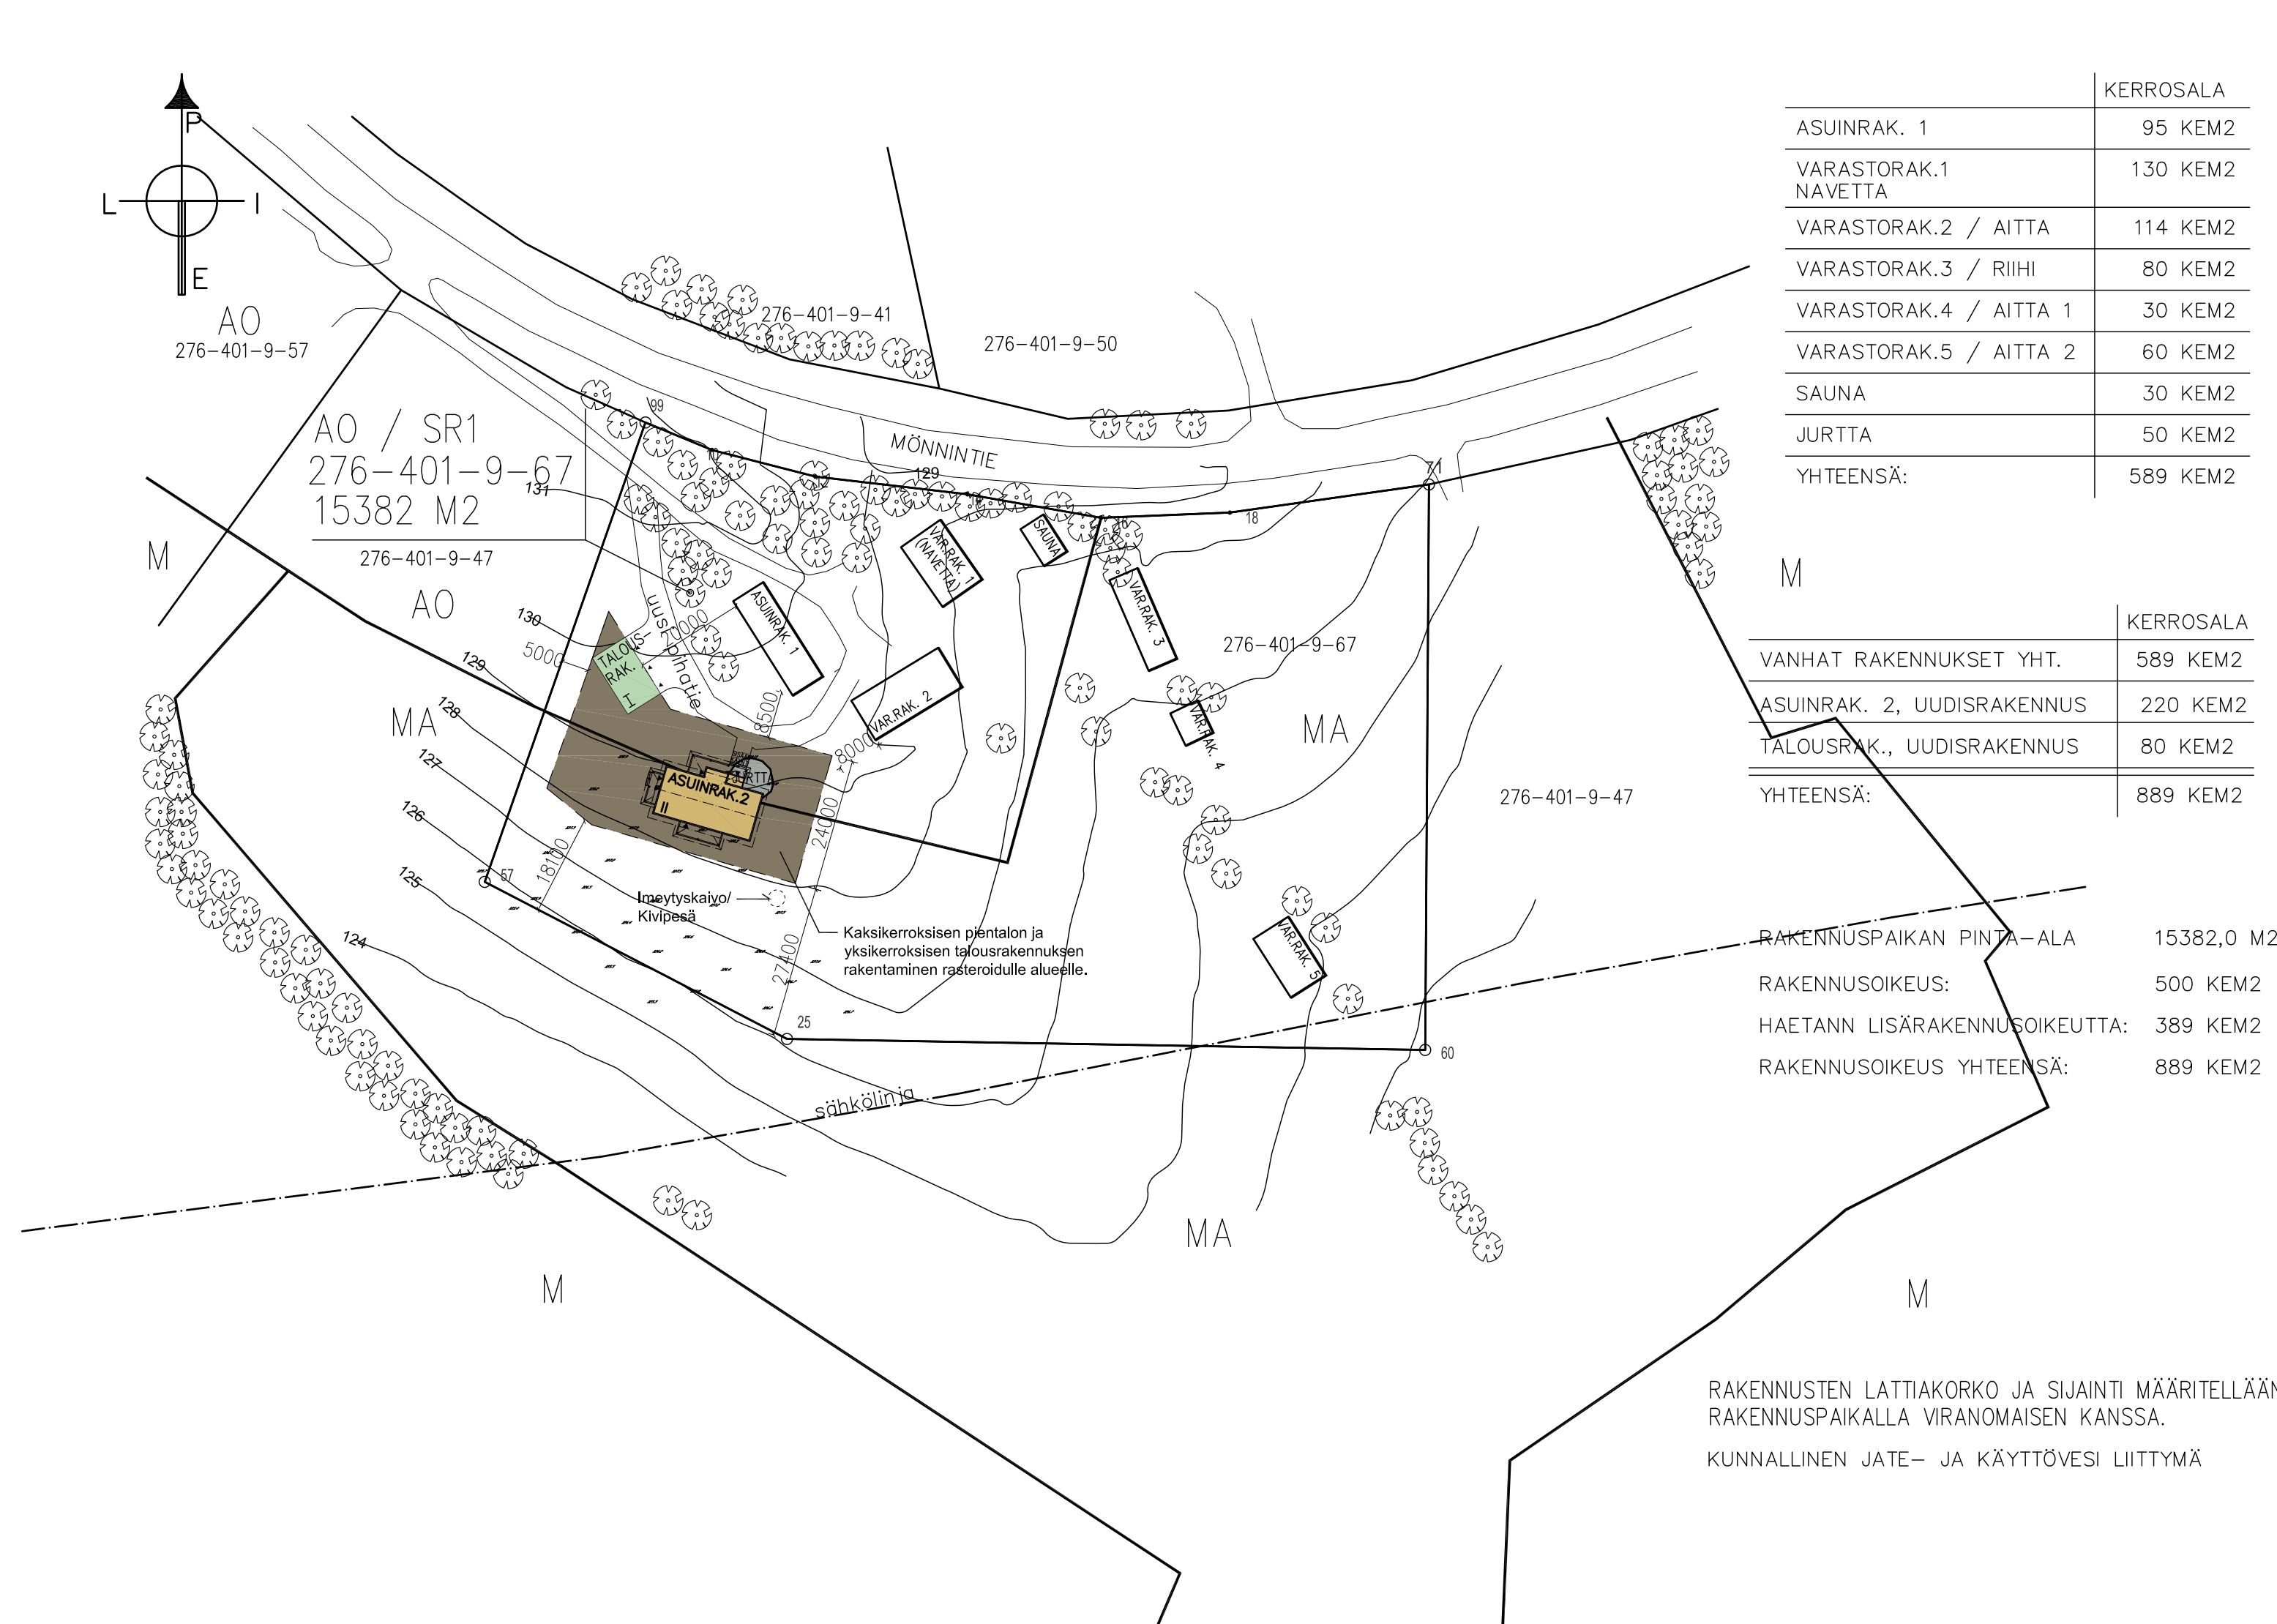 P
L
I
E
AO
276-401-9-57
276-401-9-41
276-401-9-50
AO / SR1
276-401-9-67
15382 M2
276-401-9-47
AO
M
MA
99
MÖNNINTIE
129
131
130
129
128
127
126
125
124
71
18
57
25
60
5000
20000
8500
8000
24000
18100
27400
uusi pihatie
TALOUS-
RAK.
I
ASUINRAK. 1
VAR.RAK. 1
(NAVETTA)
SAUNA
VAR.RAK. 2
VAR.RAK. 3
VAR.RAK. 4
VAR.RAK. 5
JURTTA
ASUINRAK.2
II
276-401-9-67
MA
276-401-9-47
M
Imeytyskaivo/
Kivipesä
Kaksikerroksisen pientalon ja
yksikerroksisen talousrakennuksen
rakentaminen rasteroidulle alueelle.
sähkölinja
MA
M
M
KERROSALA
ASUINRAK. 1 95 KEM2
VARASTORAK.1 130 KEM2
NAVETTA
VARASTORAK.2 / AITTA 114 KEM2
VARASTORAK.3 / RIIHI 80 KEM2
VARASTORAK.4 / AITTA 1 30 KEM2
VARASTORAK.5 / AITTA 2 60 KEM2
SAUNA 30 KEM2
JURTTA 50 KEM2
YHTEENSÄ: 589 KEM2
KERROSALA
VANHAT RAKENNUKSET YHT. 589 KEM2
ASUINRAK. 2, UUDISRAKENNUS 220 KEM2
TALOUSRAK., UUDISRAKENNUS 80 KEM2
YHTEENSÄ: 889 KEM2
RAKENNUSPAIKAN PINTA-ALA 15382,0 M2
RAKENNUSOIKEUS: 500 KEM2
HAETANN LISÄRAKENNUSOIKEUTTA: 389 KEM2
RAKENNUSOIKEUS YHTEENSÄ: 889 KEM2
RAKENNUSTEN LATTIAKORKO JA SIJAINTI MÄÄRITELLÄÄN
RAKENNUSPAIKALLA VIRANOMAISEN KANSSA.
KUNNALLINEN JATE- JA KÄYTTÖVESI LIITTYMÄ